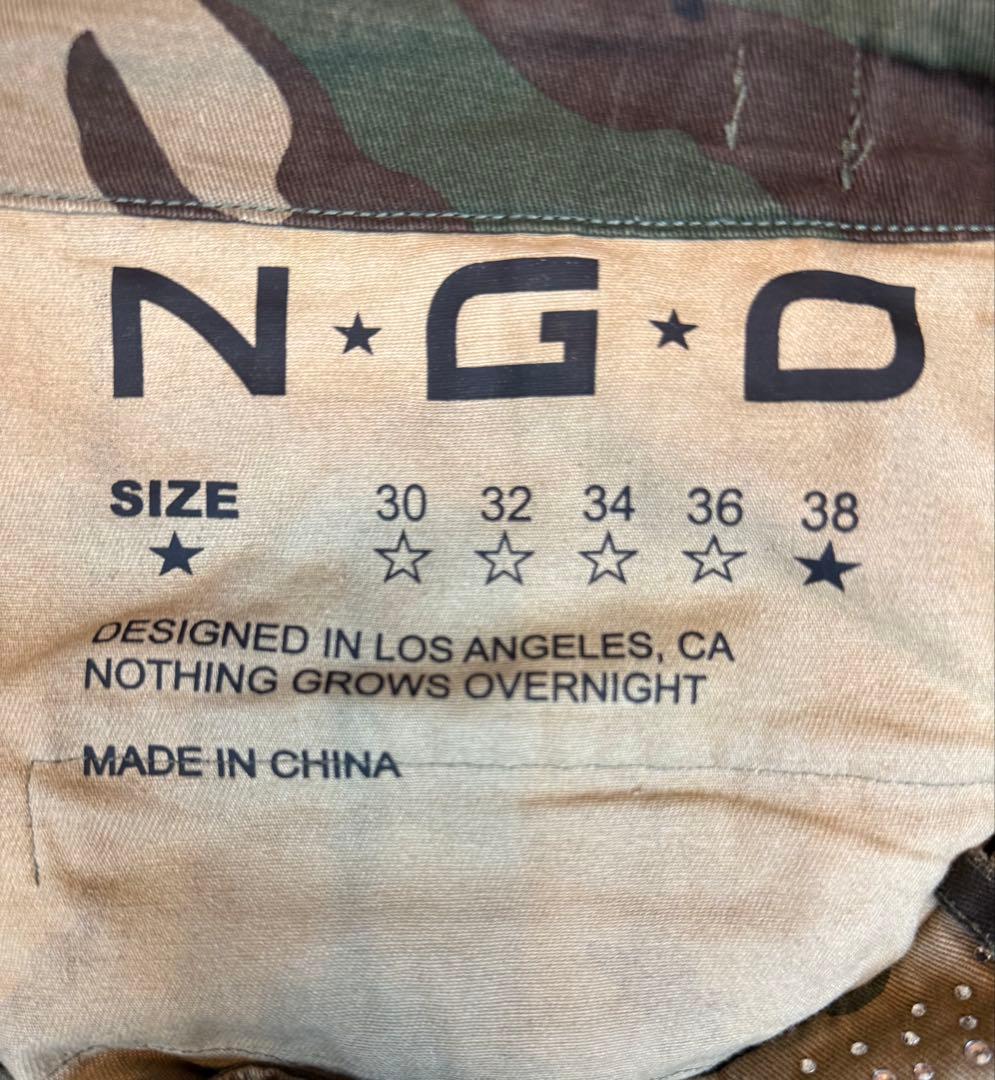 N★G★O
SIZE 30 32 34 36 38
★ ☆ ☆ ☆ ☆ ★
DESIGNED IN LOS ANGELES, CA
NOTHING GROWS OVERNIGHT
MADE IN CHINA